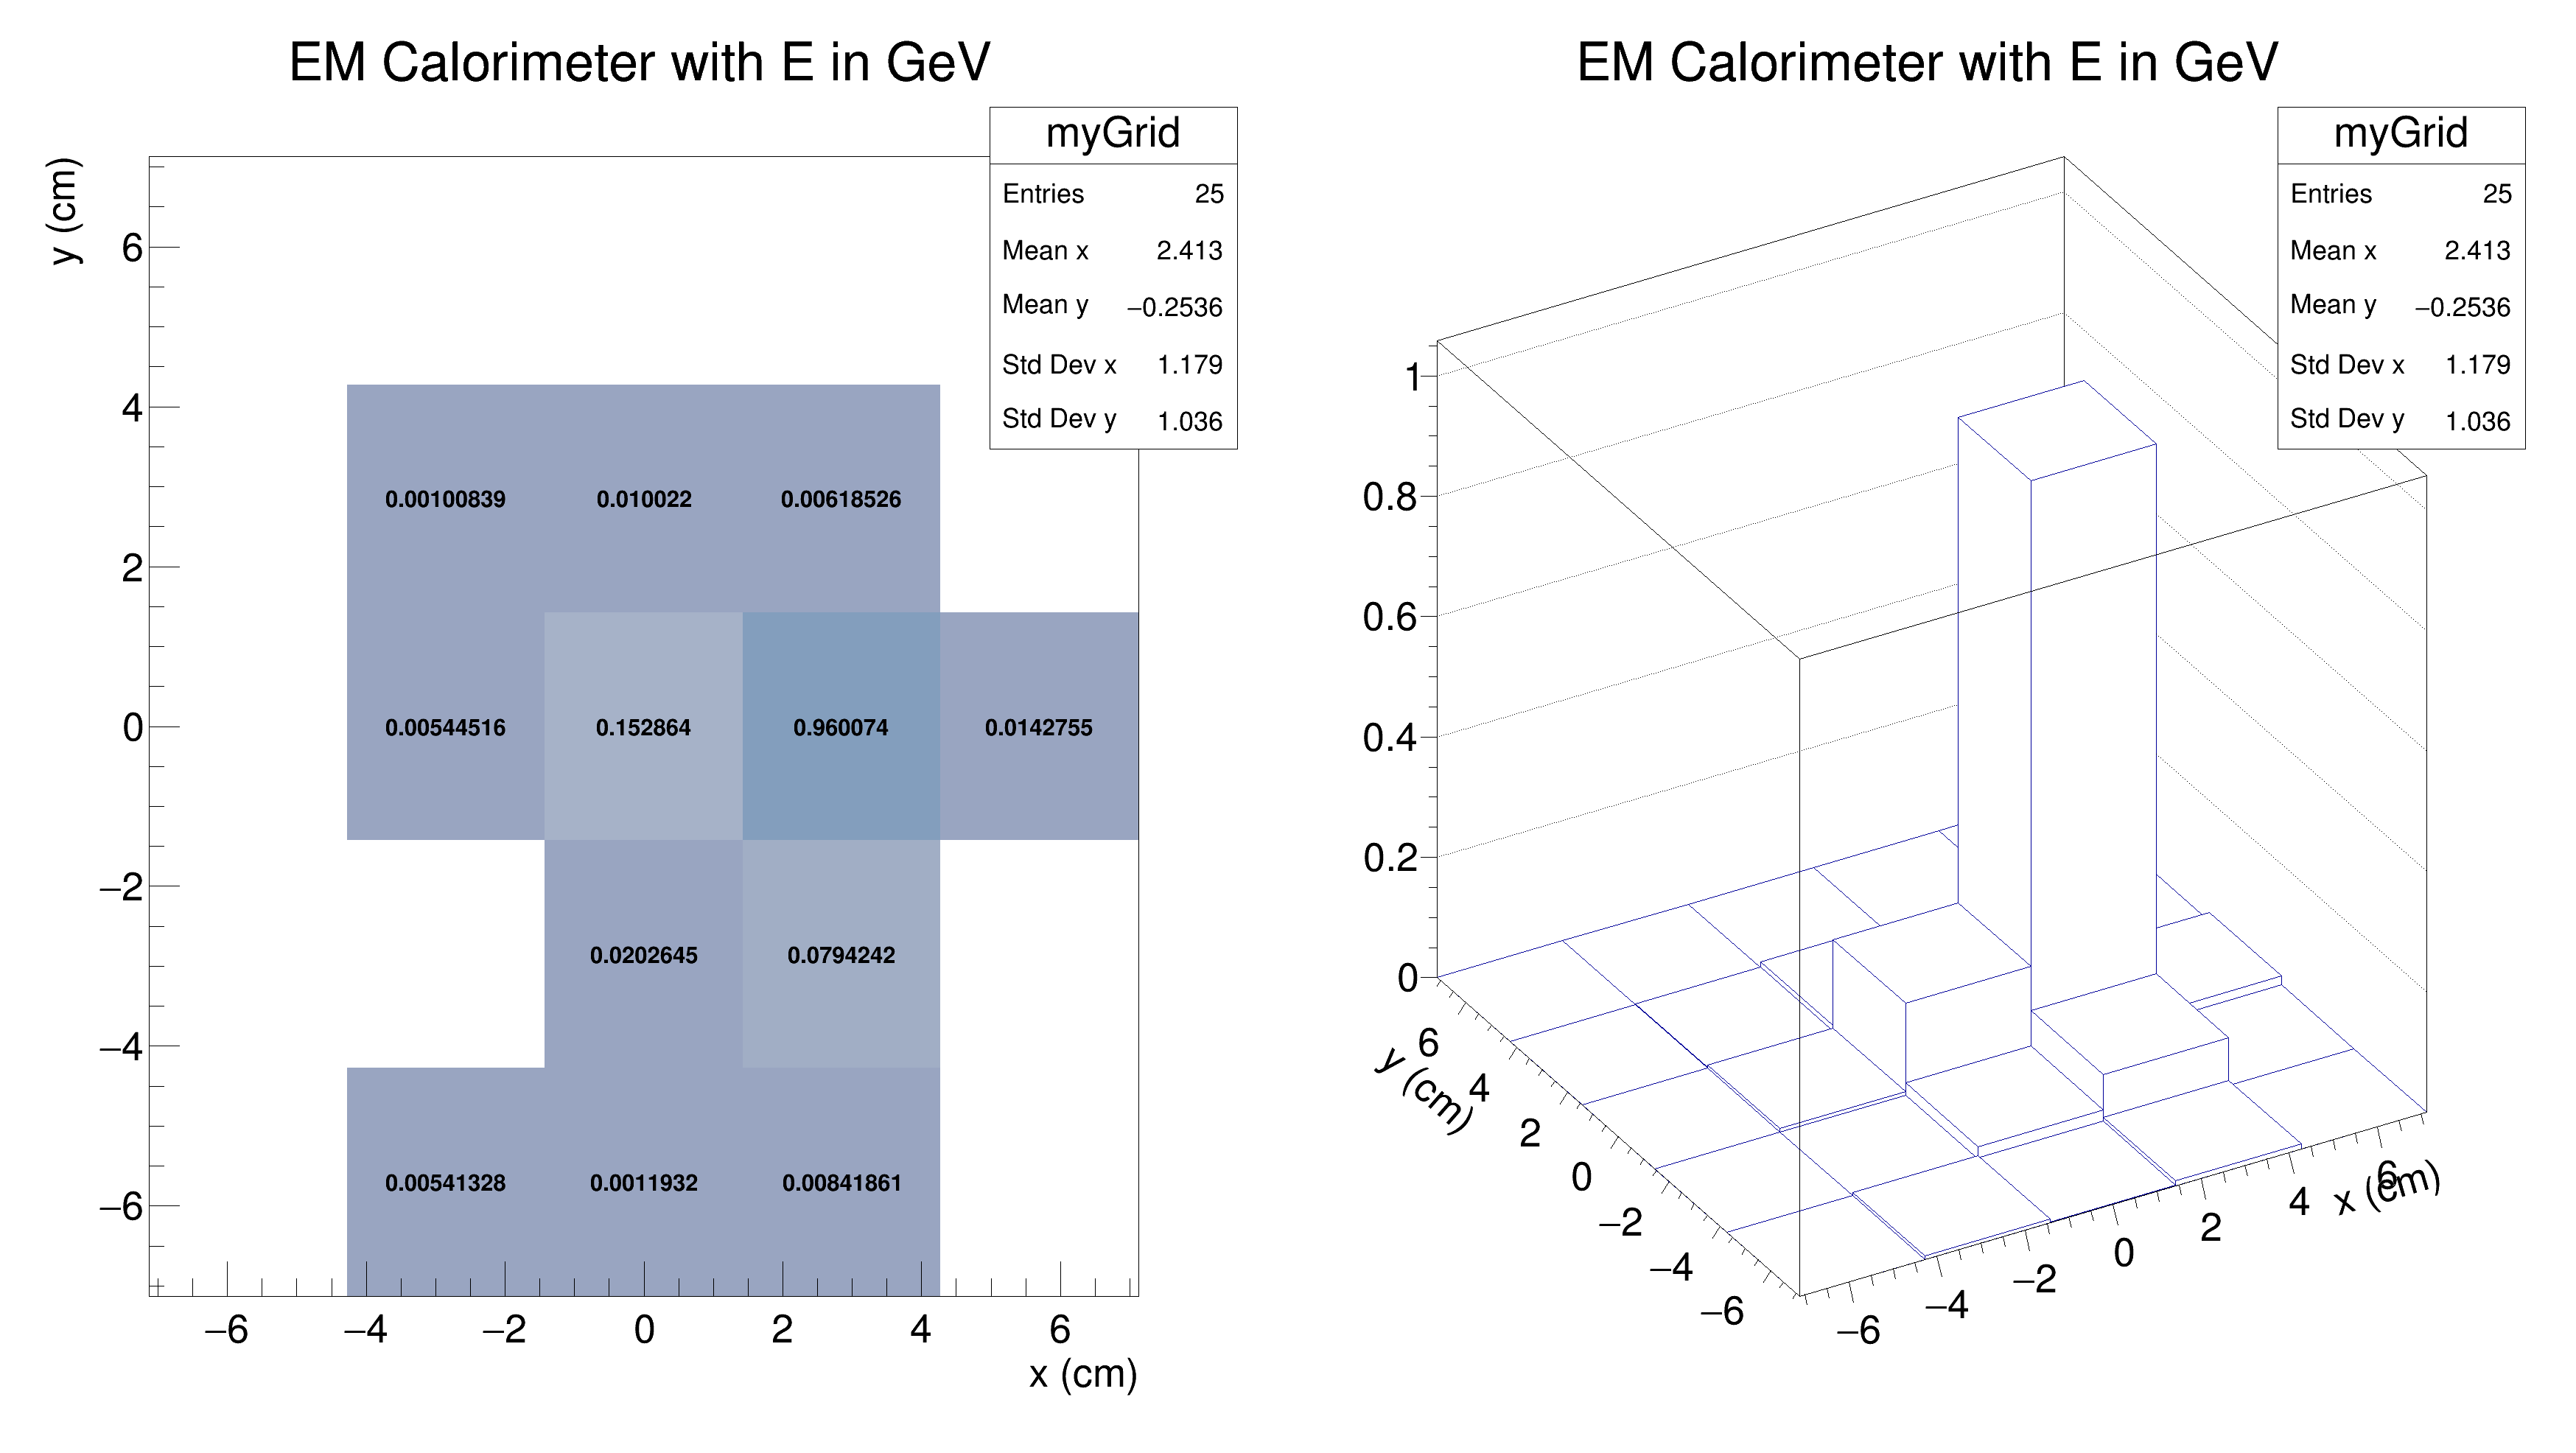 EM Calorimeter with E in GeV
myGrid
Entries 25
Mean x 2.413
Mean y −0.2536
Std Dev x 1.179
Std Dev y 1.036
y (cm)
6
4
2
0
−2
−4
−6
0.00100839 0.010022 0.00618526
0.00544516 0.152864 0.960074 0.0142755
0.0202645 0.0794242
0.00541328 0.0011932 0.00841861
−6 −4 −2 0 2 4 6
x (cm)
EM Calorimeter with E in GeV
myGrid
Entries 25
Mean x 2.413
Mean y −0.2536
Std Dev x 1.179
Std Dev y 1.036
1
0.8
0.6
0.4
0.2
0
6
4
2
0
−2
−4
−6
y (cm)
−6
−4
−2
0
2
4
6
x (cm)